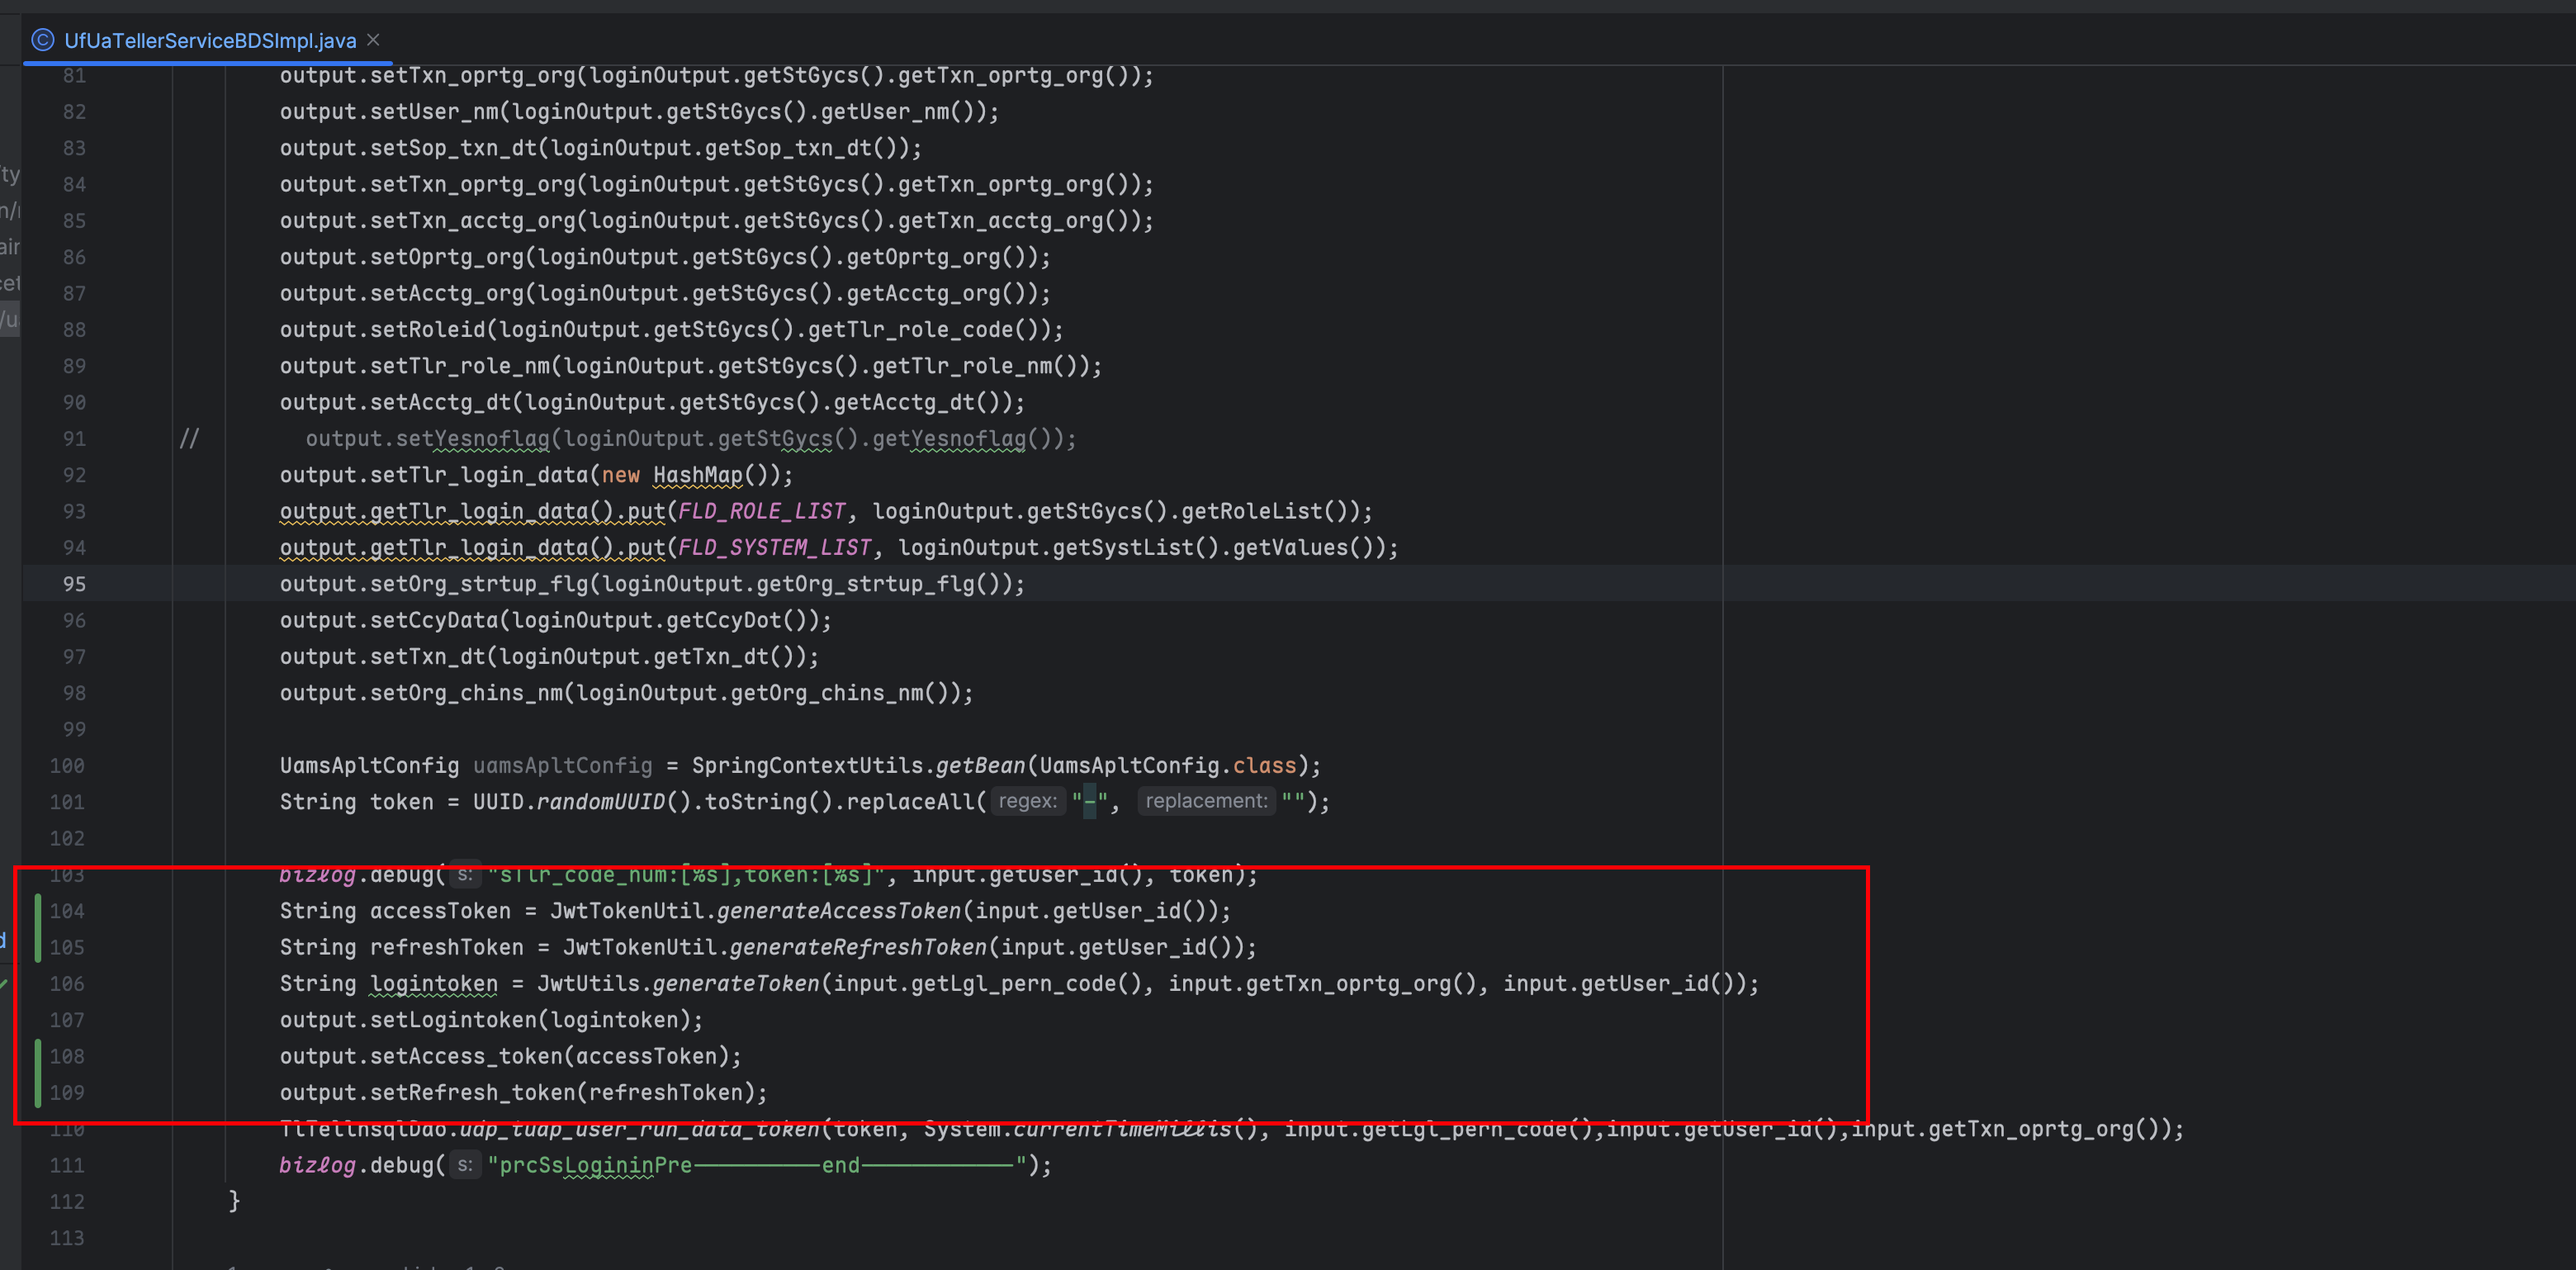 UfUaTellerServiceBDSImpl.java
81 output.setTxn_oprtg_org(loginOutput.getStGycs().getTxn_oprtg_org());
82 output.setUser_nm(loginOutput.getStGycs().getUser_nm());
83 output.setSop_txn_dt(loginOutput.getSop_txn_dt());
84 output.setTxn_oprtg_org(loginOutput.getStGycs().getTxn_oprtg_org());
85 output.setTxn_acctg_org(loginOutput.getStGycs().getTxn_acctg_org());
86 output.setOprtg_org(loginOutput.getStGycs().getOprtg_org());
87 output.setAcctg_org(loginOutput.getStGycs().getAcctg_org());
88 output.setRoleid(loginOutput.getStGycs().getTlr_role_code());
89 output.setTlr_role_nm(loginOutput.getStGycs().getTlr_role_nm());
90 output.setAcctg_dt(loginOutput.getStGycs().getAcctg_dt());
91 // output.setYesnoflag(loginOutput.getStGycs().getYesnoflag());
92 output.setTlr_login_data(new HashMap());
93 output.getTlr_login_data().put(FLD_ROLE_LIST, loginOutput.getStGycs().getRoleList());
94 output.getTlr_login_data().put(FLD_SYSTEM_LIST, loginOutput.getSystList().getValues());
95 output.setOrg_strtup_flg(loginOutput.getOrg_strtup_flg());
96 output.setCcyData(loginOutput.getCcyDot());
97 output.setTxn_dt(loginOutput.getTxn_dt());
98 output.setOrg_chins_nm(loginOutput.getOrg_chins_nm());
99
100 UamsApltConfig uamsApltConfig = SpringContextUtils.getBean(UamsApltConfig.class);
101 String token = UUID.randomUUID().toString().replaceAll( regex: "-", replacement: "");
102
103 bizlog.debug( s: "sTlr_code_num:[%s],token:[%s]", input.getUser_id(), token);
104 String accessToken = JwtTokenUtil.generateAccessToken(input.getUser_id());
105 String refreshToken = JwtTokenUtil.generateRefreshToken(input.getUser_id());
106 String logintoken = JwtUtils.generateToken(input.getLgl_pern_code(), input.getTxn_oprtg_org(), input.getUser_id());
107 output.setLogintoken(logintoken);
108 output.setAccess_token(accessToken);
109 output.setRefresh_token(refreshToken);
110 TlTellnsqlDao.udp_tudp_user_run_data_token(token, System.currentTimeMillis(), input.getLgl_pern_code(),input.getUser_id(),input.getTxn_oprtg_org());
111 bizlog.debug( s: "prcSsLogininPre----------end------------");
112 }
113